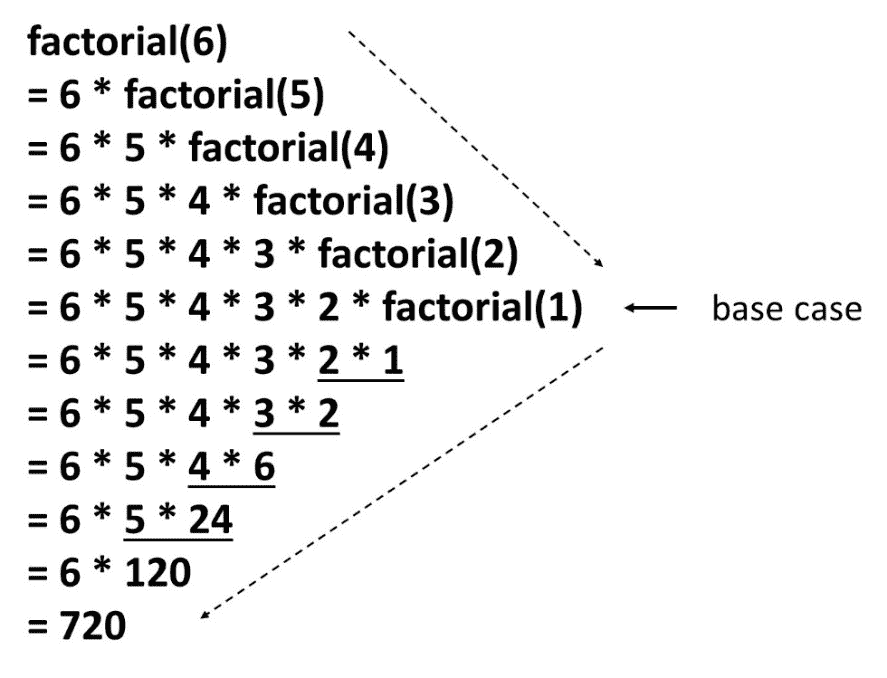 factorial(6)
= 6 * factorial(5)
= 6 * 5 * factorial(4)
= 6 * 5 * 4 * factorial(3)
= 6 * 5 * 4 * 3 * factorial(2)
= 6 * 5 * 4 * 3 * 2 * factorial(1)
base case
= 6 * 5 * 4 * 3 * 2 * 1
= 6 * 5 * 4 * 3 * 2
= 6 * 5 * 4 * 6
= 6 * 5 * 24
= 6 * 120
= 720